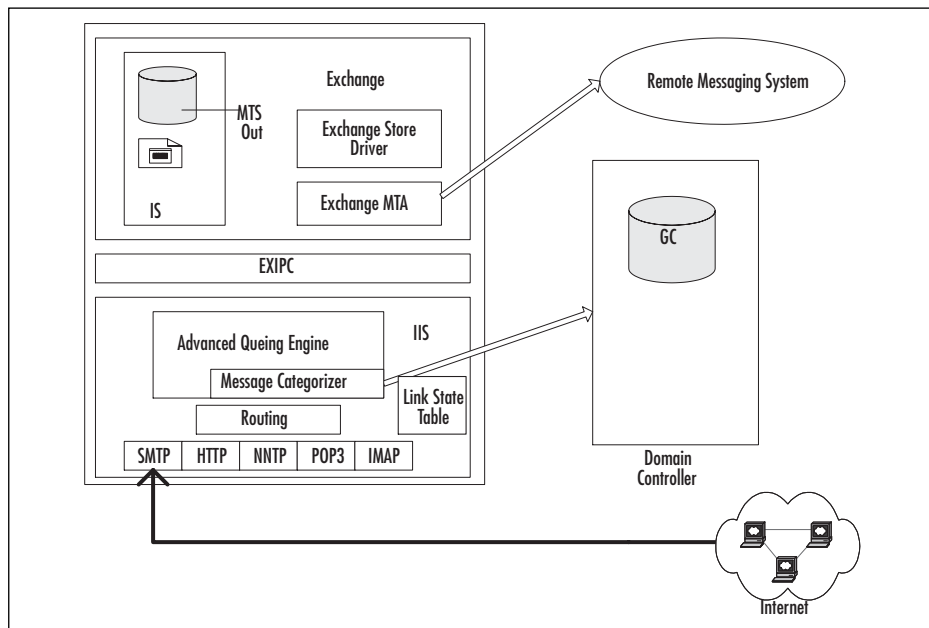 Exchange
Remote Messaging System
MTS
Out
Exchange Store
Driver
Exchange MTA
IS
GC
EXIPC
IIS
Advanced Queing Engine
Message Categorizer
Link State
Table
Routing
SMTP
HTTP
NNTP
POP3
IMAP
Domain
Controller
Internet